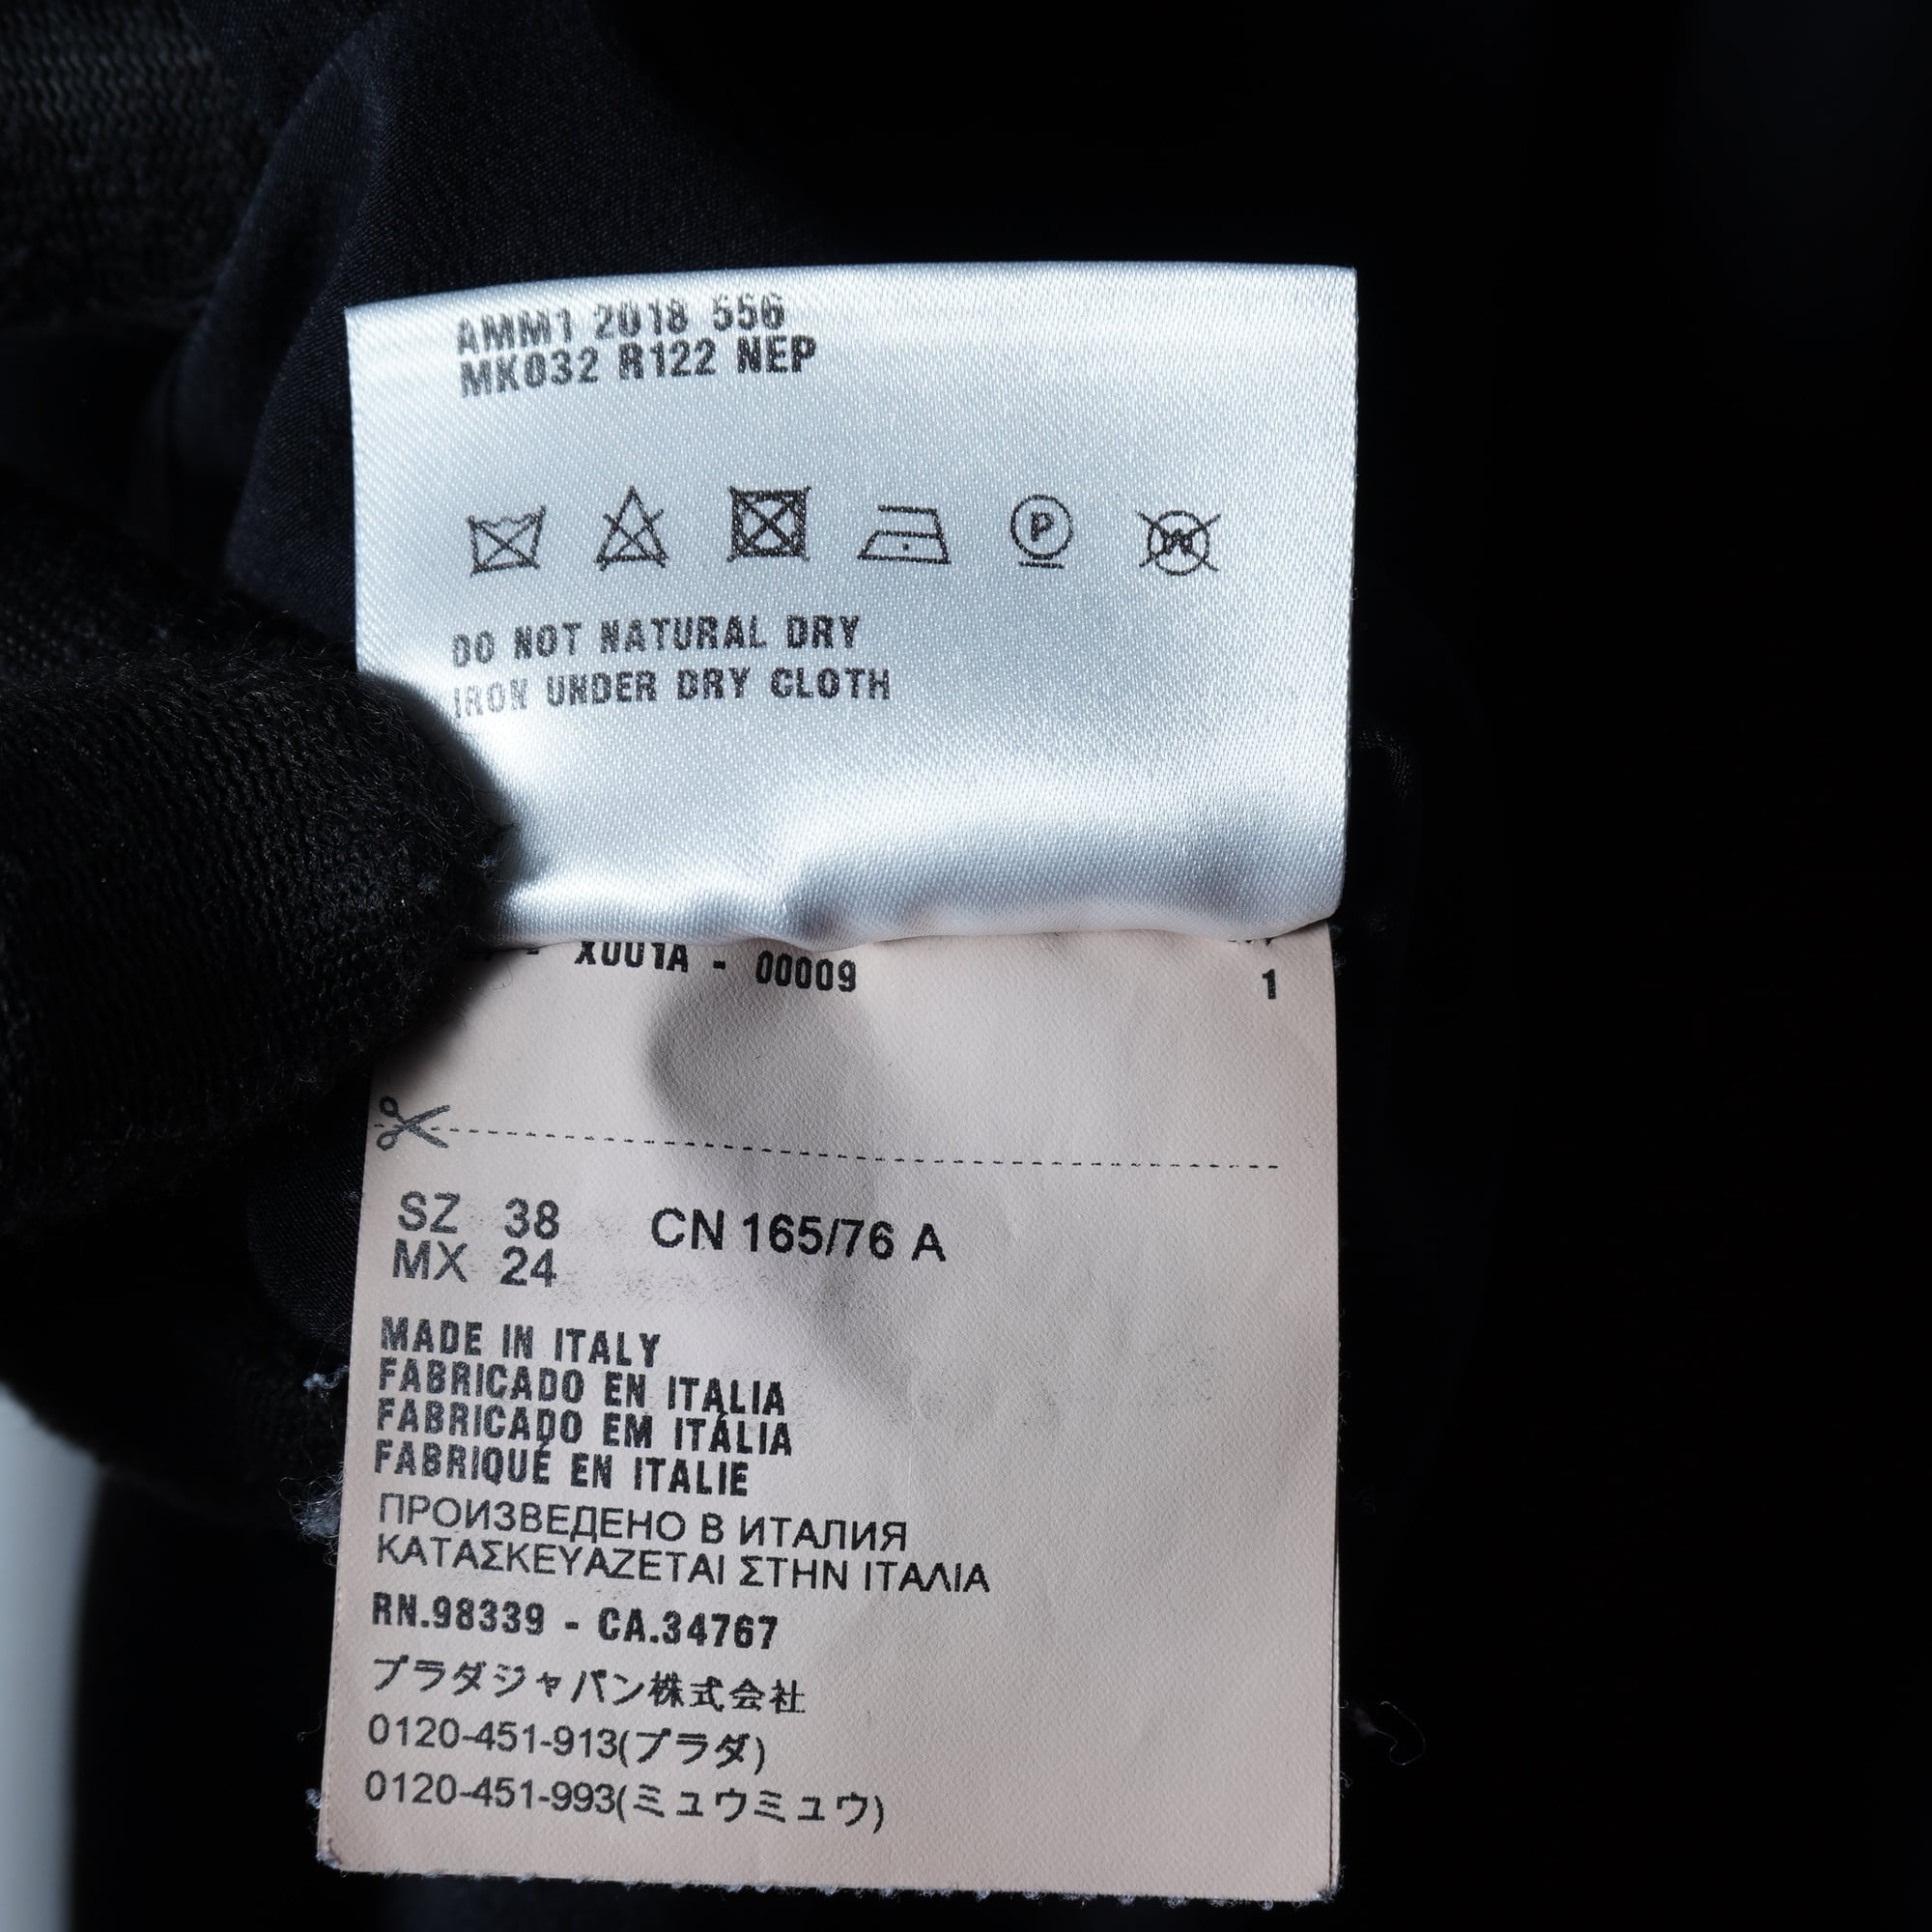 AMM1 2018 556
MK032 R122 NEP
P
W
DO NOT NATURAL DRY
IRON UNDER DRY CLOTH
X001A - 00009
1
SZ 38 CN 165/76 A
MX 24
MADE IN ITALY
FABRICADO EN ITALIA
FABRICADO EM ITÁLIA
FABRIQUÉ EN ITALIE
ПРОИЗВЕДЕНО В ИТАЛИЯ
ΚΑΤΑΣΚΕΥΑΖΕΤΑΙ ΣΤΗΝ ΙΤΑΛΙΑ
RN.98339 - CA.34767
プラダジャパン株式会社
0120-451-913(プラダ)
0120-451-993(ミュウミュウ)